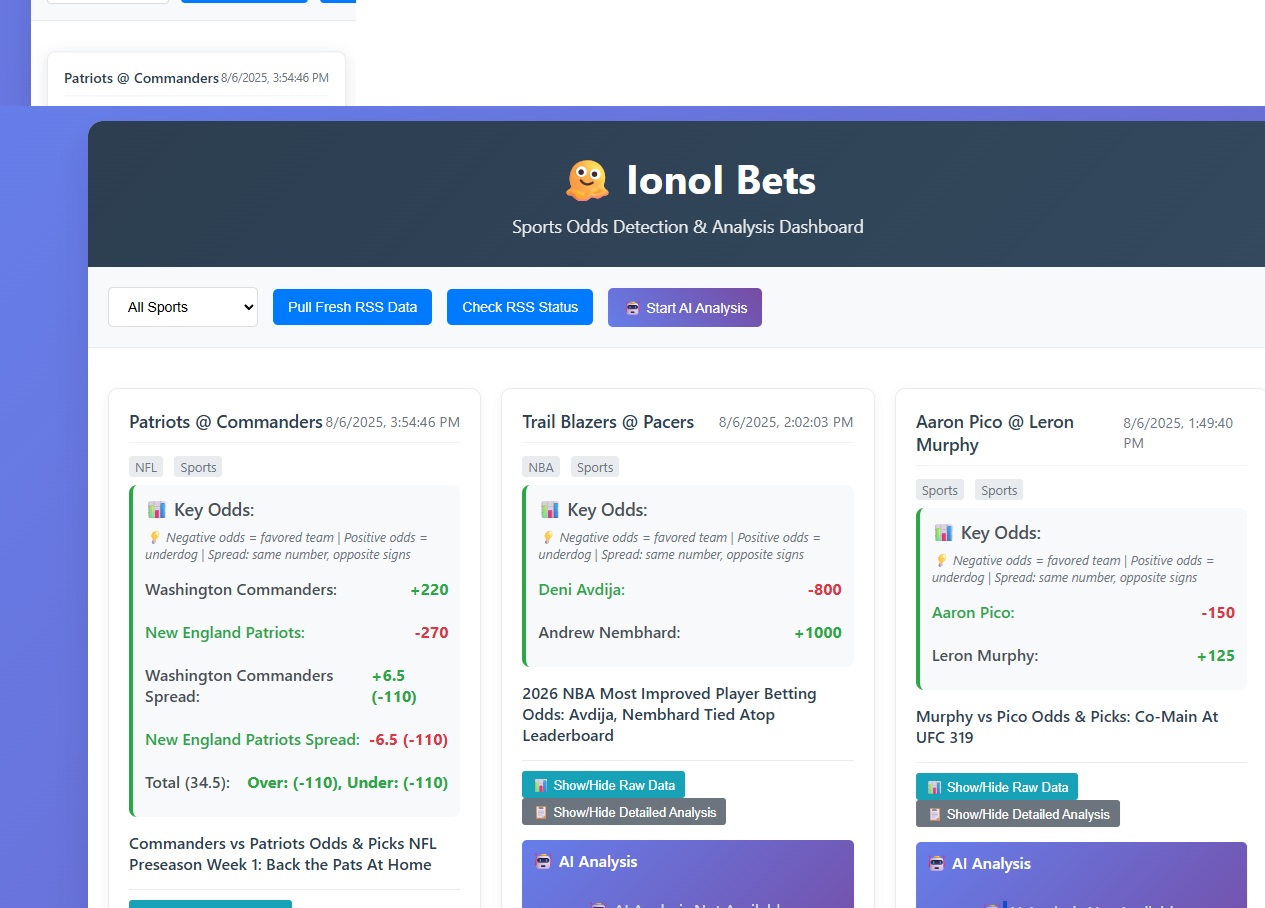 Patriots @ Commanders 8/6/2025, 3:54:46 PM
Ionol Bets
Sports Odds Detection & Analysis Dashboard
All Sports
Pull Fresh RSS Data
Check RSS Status
Start AI Analysis
Patriots @ Commanders 8/6/2025, 3:54:46 PM
NFL Sports
Key Odds:
Negative odds = favored team | Positive odds =
underdog | Spread: same number, opposite signs
Washington Commanders: +220
New England Patriots: -270
Washington Commanders +6.5
Spread: (-110)
New England Patriots Spread: -6.5 (-110)
Total (34.5): Over: (-110), Under: (-110)
Commanders vs Patriots Odds & Picks NFL
Preseason Week 1: Back the Pats At Home
Trail Blazers @ Pacers 8/6/2025, 2:02:03 PM
NBA Sports
Key Odds:
Negative odds = favored team | Positive odds =
underdog | Spread: same number, opposite signs
Deni Avdija: -800
Andrew Nembhard: +1000
2026 NBA Most Improved Player Betting
Odds: Avdija, Nembhard Tied Atop
Leaderboard
Show/Hide Raw Data
Show/Hide Detailed Analysis
AI Analysis
Aaron Pico @ Leron 8/6/2025, 1:49:40
Murphy PM
Sports Sports
Key Odds:
Negative odds = favored team | Positive odds =
underdog | Spread: same number, opposite signs
Aaron Pico: -150
Leron Murphy: +125
Murphy vs Pico Odds & Picks: Co-Main At
UFC 319
Show/Hide Raw Data
Show/Hide Detailed Analysis
AI Analysis